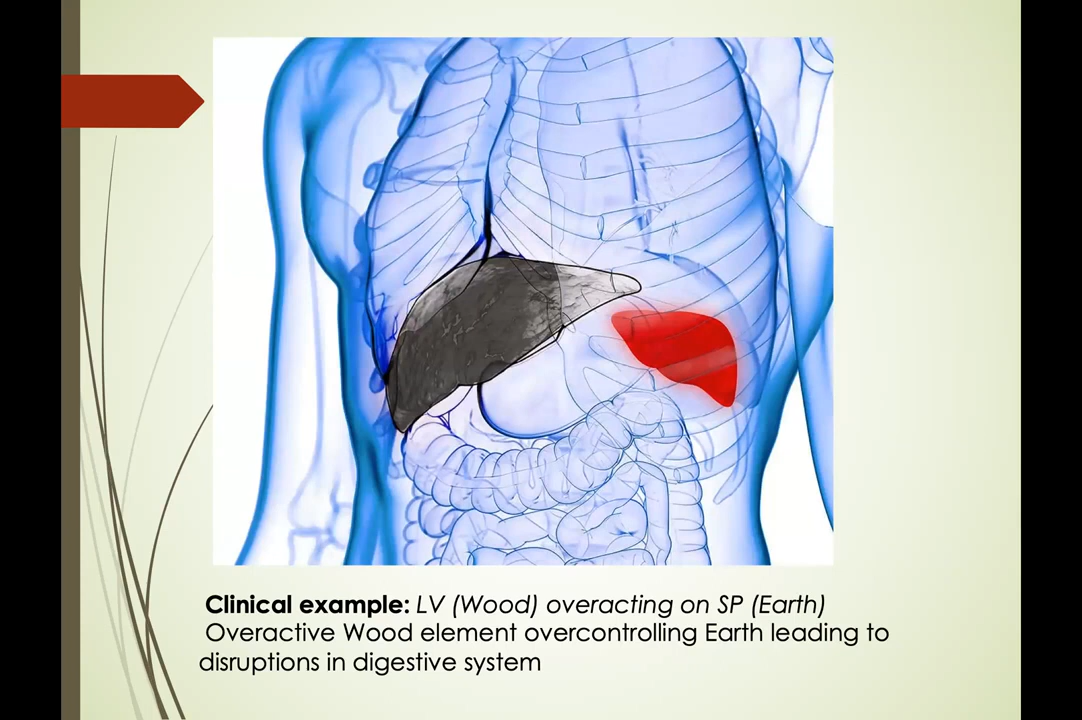 Clinical example: LV (Wood) overacting on SP (Earth)
Overactive Wood element overcontrolling Earth leading to
disruptions in digestive system